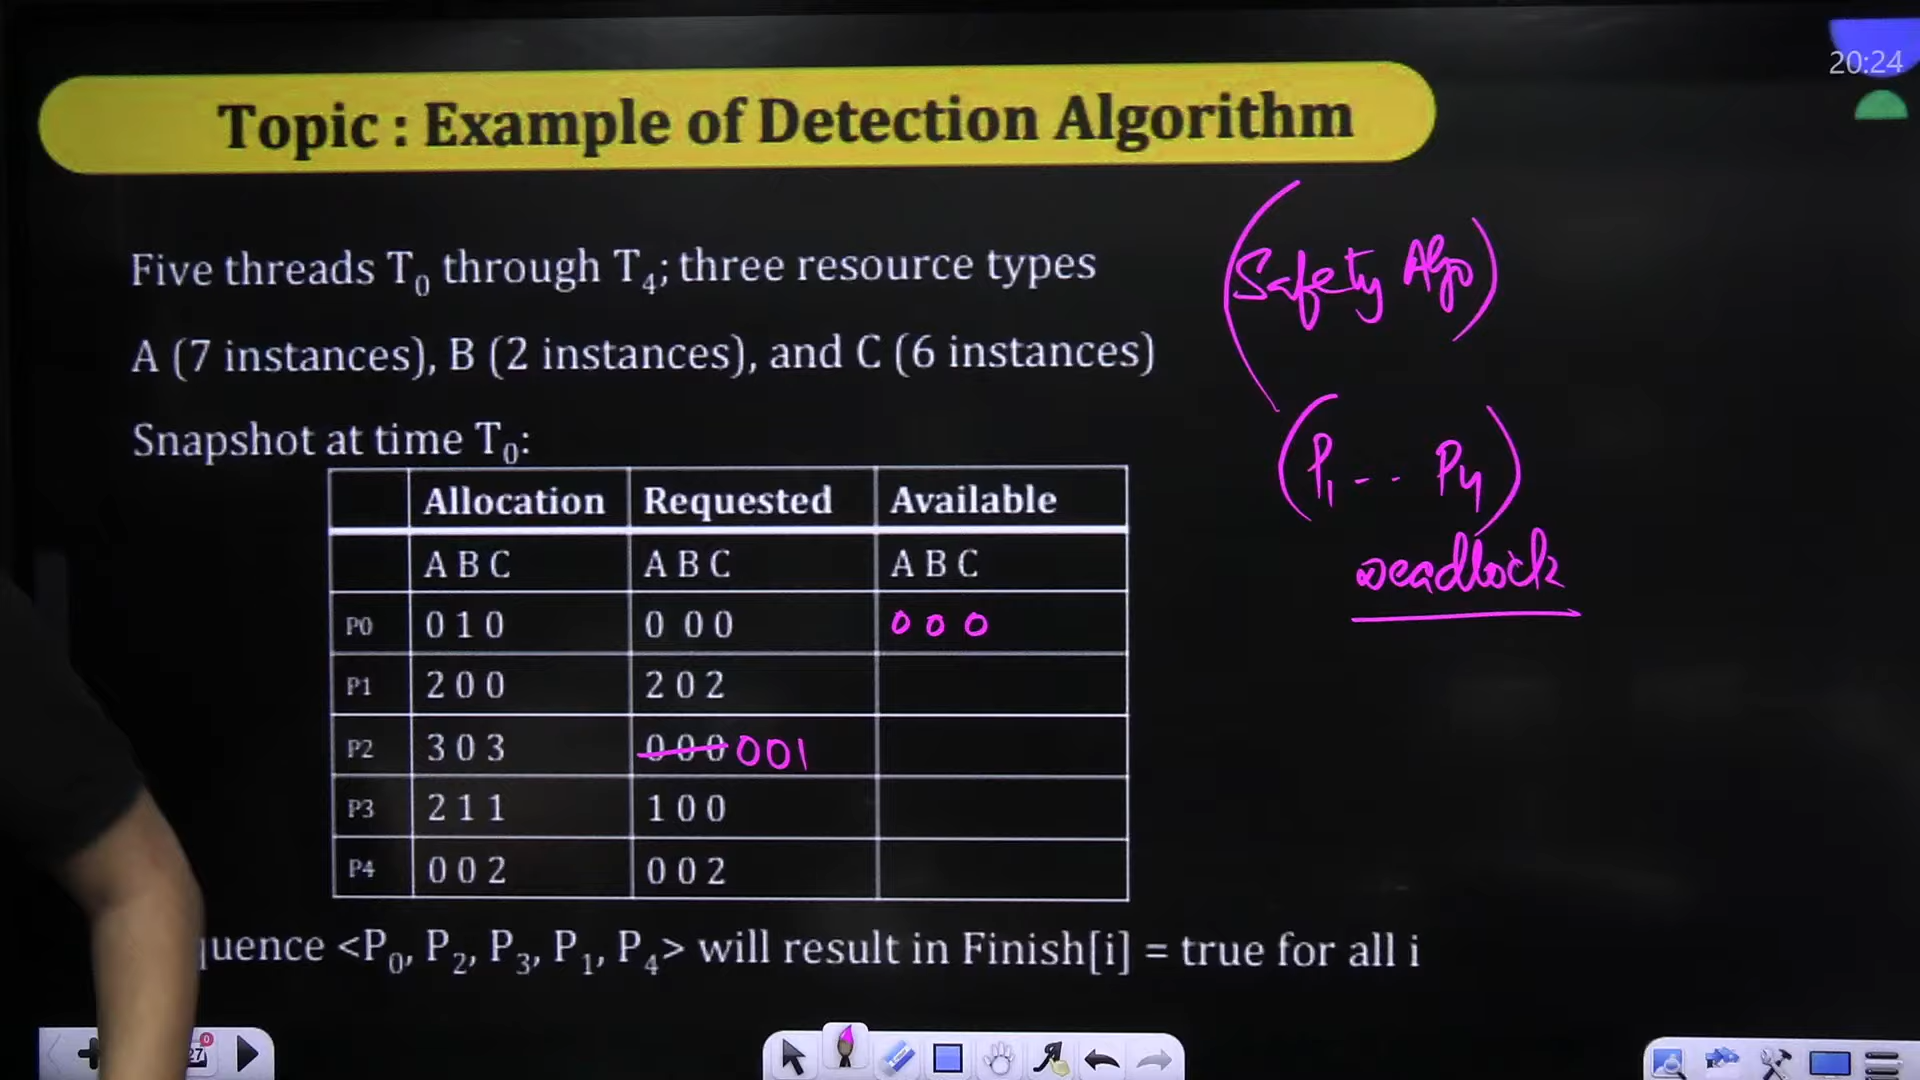 20:24
Topic : Example of Detection Algorithm
Five threads T₀ through T₄; three resource types
A (7 instances), B (2 instances), and C (6 instances)
Snapshot at time T₀:
Allocation Requested Available
A B C A B C A B C
P0 0 1 0 0 0 0 0 0 0
P1 2 0 0 2 0 2
P2 3 0 3 0 0 0 0 0 1
P3 2 1 1 1 0 0
P4 0 0 2 0 0 2
quence <P₀, P₂, P₃, P₁, P₄> will result in Finish[i] = true for all i
(Safety Algo)
(P₁ - - - P₄)
Deadlock
27
0